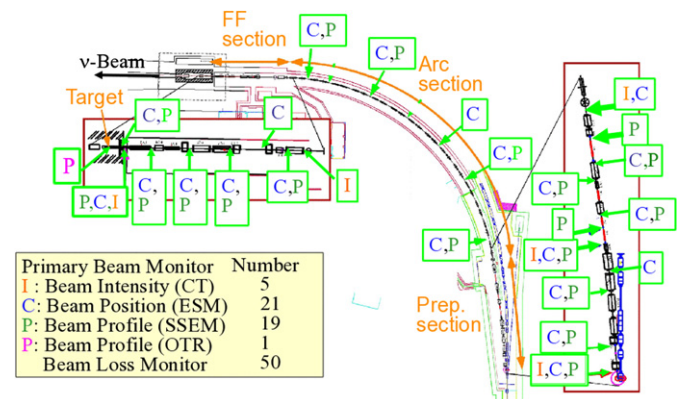 FF
section
C,P
ν-Beam
C,P
Arc
section
Target
C,P
C
C
I,C
P
P
C,P
C,P
C,P
P,C,I
C,
P
C,
P
C,
P
C,P
I
C,P
C,P
P
I,C,P
C,P
C
Prep.
section
C,P
C,P
I,C,P
Primary Beam Monitor Number
I : Beam Intensity (CT) 5
C: Beam Position (ESM) 21
P: Beam Profile (SSEM) 19
P: Beam Profile (OTR) 1
Beam Loss Monitor 50